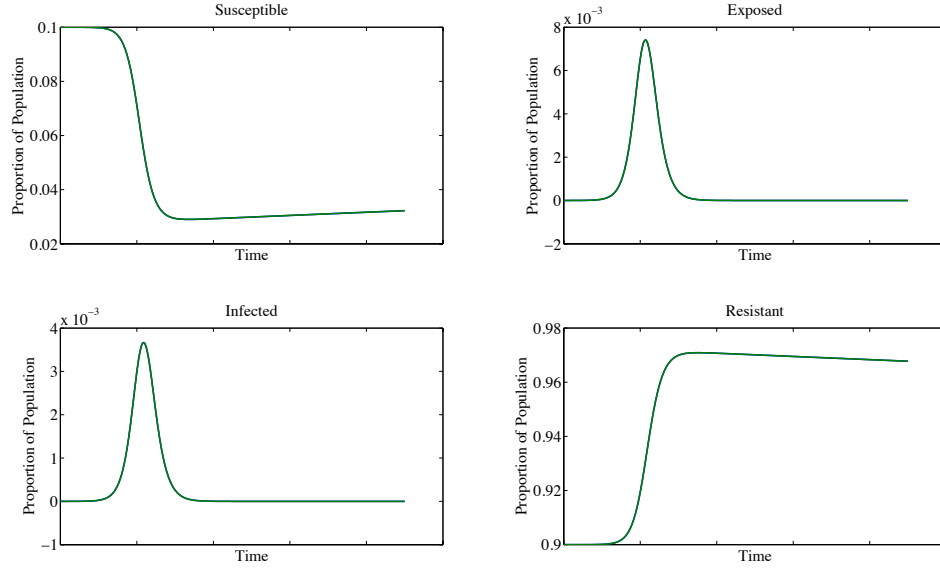 Susceptible
0.1
0.08
0.06
0.04
0.02
Proportion of Population
Time
Exposed
x 10⁻³
8
6
4
2
0
−2
Proportion of Population
Time
Infected
x 10⁻³
4
3
2
1
0
−1
Proportion of Population
Time
Resistant
0.98
0.96
0.94
0.92
0.9
Proportion of Population
Time